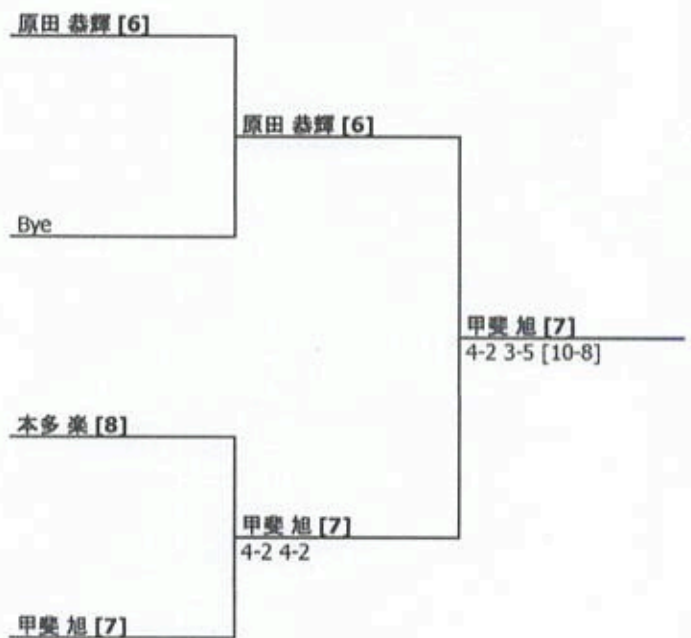 原田 恭輝 [6]
原田 恭輝 [6]
Bye
甲斐 旭 [7]
4-2 3-5 [10-8]
本多 楽 [8]
甲斐 旭 [7]
4-2 4-2
甲斐 旭 [7]